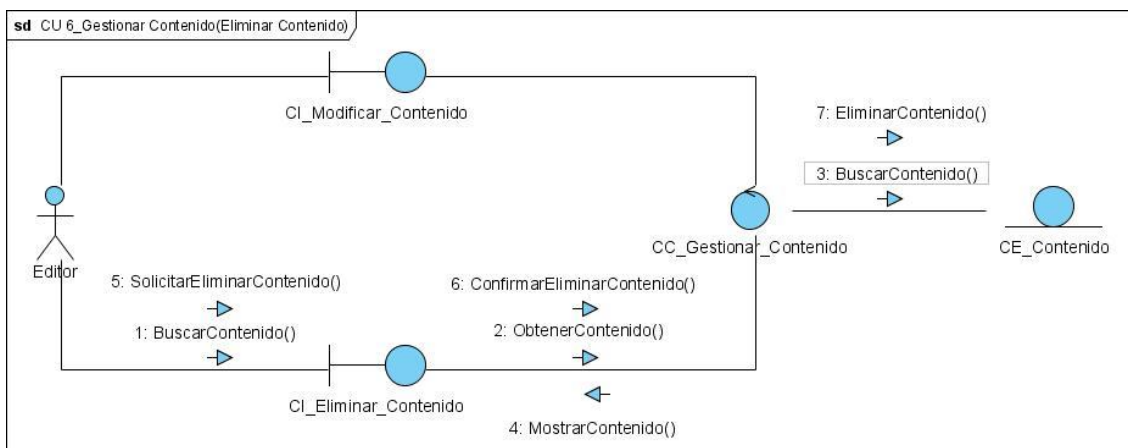 sd CU 6_Gestionar Contenido(Eliminar Contenido)
CI_Modificar_Contenido
7: EliminarContenido()
3: BuscarContenido()
CC_Gestionar_Contenido
CE_Contenido
Editor
5: SolicitarEliminarContenido()
6: ConfirmarEliminarContenido()
1: BuscarContenido()
2: ObtenerContenido()
CI_Eliminar_Contenido
4: MostrarContenido()